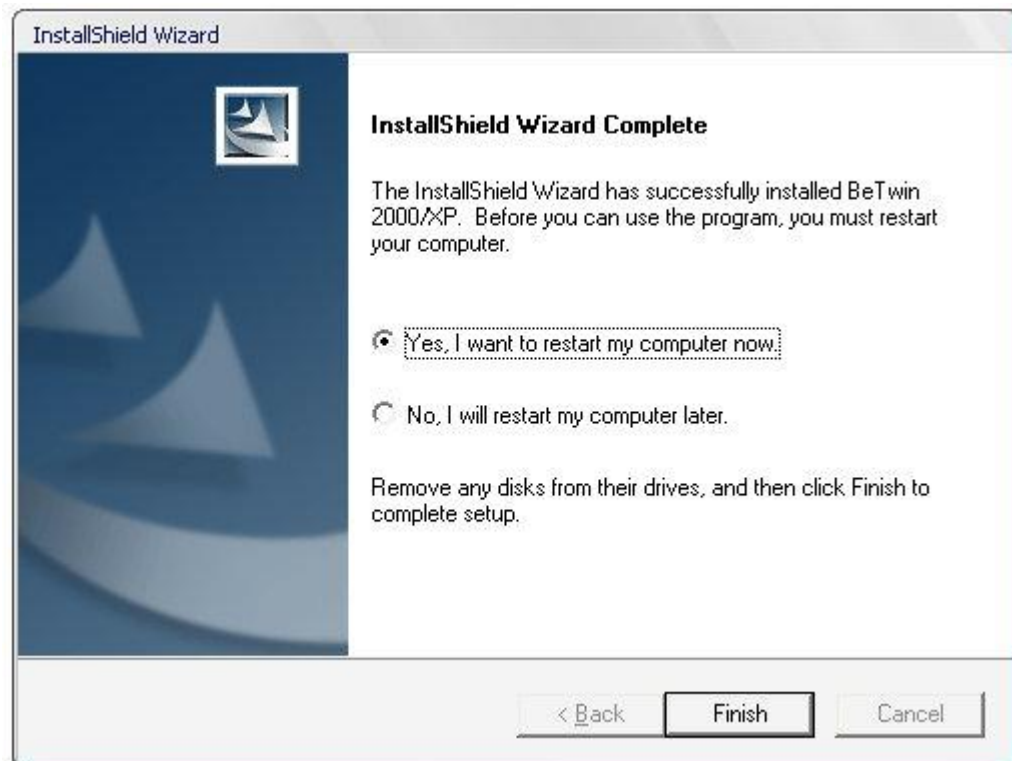 InstallShield Wizard
InstallShield Wizard Complete
The InstallShield Wizard has successfully installed BeTwin
2000/XP.  Before you can use the program, you must restart
your computer.
Yes, I want to restart my computer now.
No, I will restart my computer later.
Remove any disks from their drives, and then click Finish to
complete setup.
< Back
Finish
Cancel